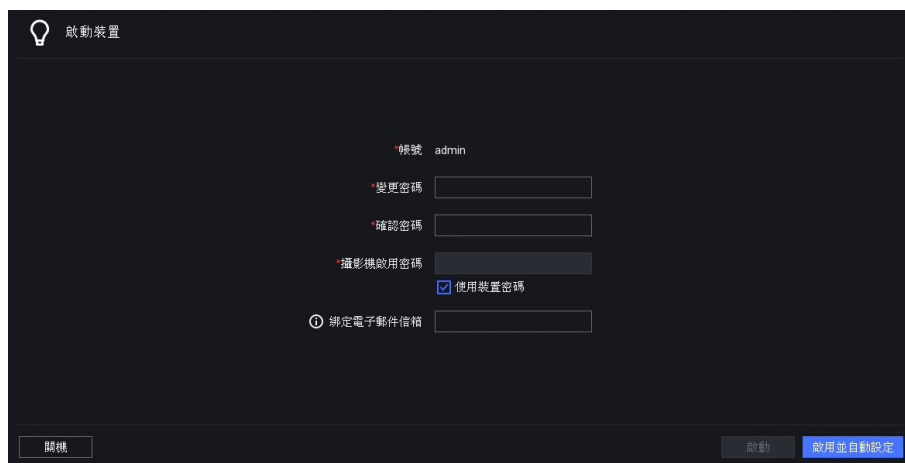 啟動裝置
*帳號 admin
*變更密碼
*確認密碼
*攝影機啟用密碼
使用裝置密碼
綁定電子郵件信箱
關機 啟動 啟用並自動設定